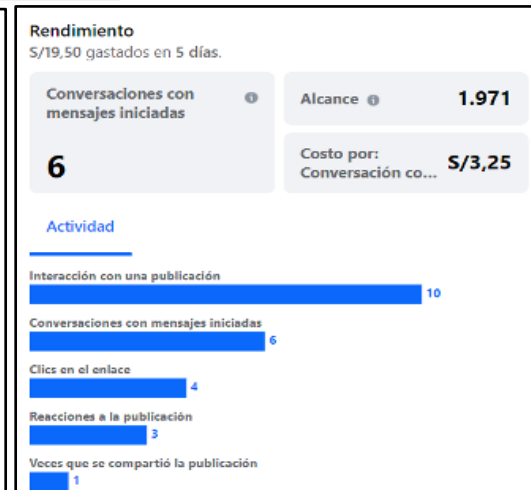 Rendimiento
S/19,50 gastados en 5 días.
Conversaciones con
mensajes iniciadas
6
Alcance
1.971
Costo por:
Conversación co...
S/3,25
Actividad
Interacción con una publicación
10
Conversaciones con mensajes iniciadas
6
Clics en el enlace
4
Reacciones a la publicación
3
Veces que se compartió la publicación
1